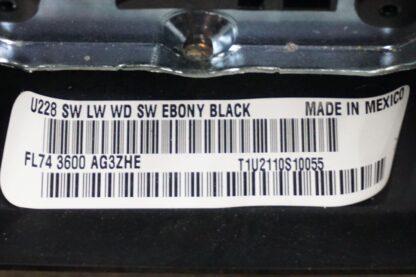 U228 SW LW WD SW EBONY BLACK MADE IN MEXICO
FL74 3600 AG3ZHE T1U2110S10055